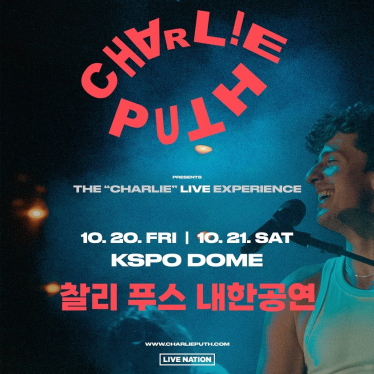 CHARL!E
PUTH
PRESENTS
THE “CHARLIE” LIVE EXPERIENCE
10. 20. FRI | 10. 21. SAT
KSPO DOME
찰리 푸스 내한공연
WWW.CHARLIEPUTH.COM
LIVE NATION